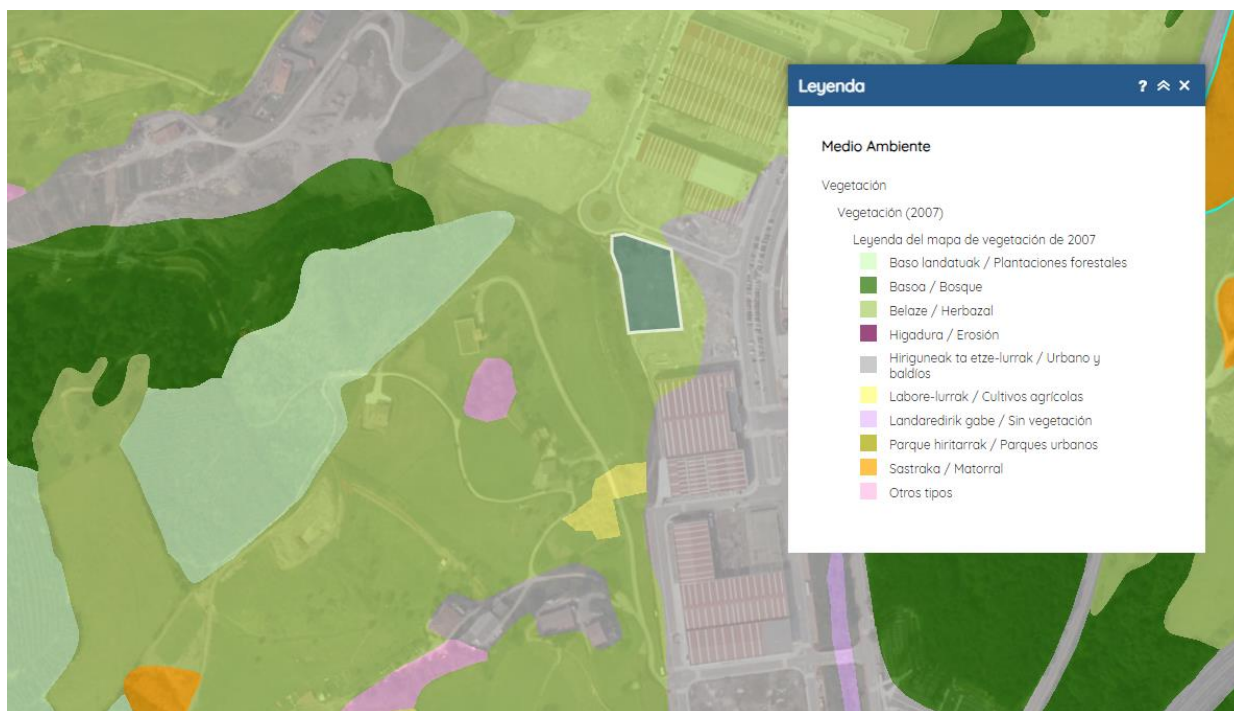 Leyenda
?
Medio Ambiente
Vegetación
Vegetación (2007)
Leyenda del mapa de vegetación de 2007
Baso landatuak / Plantaciones forestales
Basoa / Bosque
Belaze / Herbazal
Higadura / Erosión
Hiriguneak ta etze-lurrak / Urbano y
baldíos
Labore-lurrak / Cultivos agrícolas
Landaredirik gabe / Sin vegetación
Parque hiritarrak / Parques urbanos
Sastraka / Matorral
Otros tipos